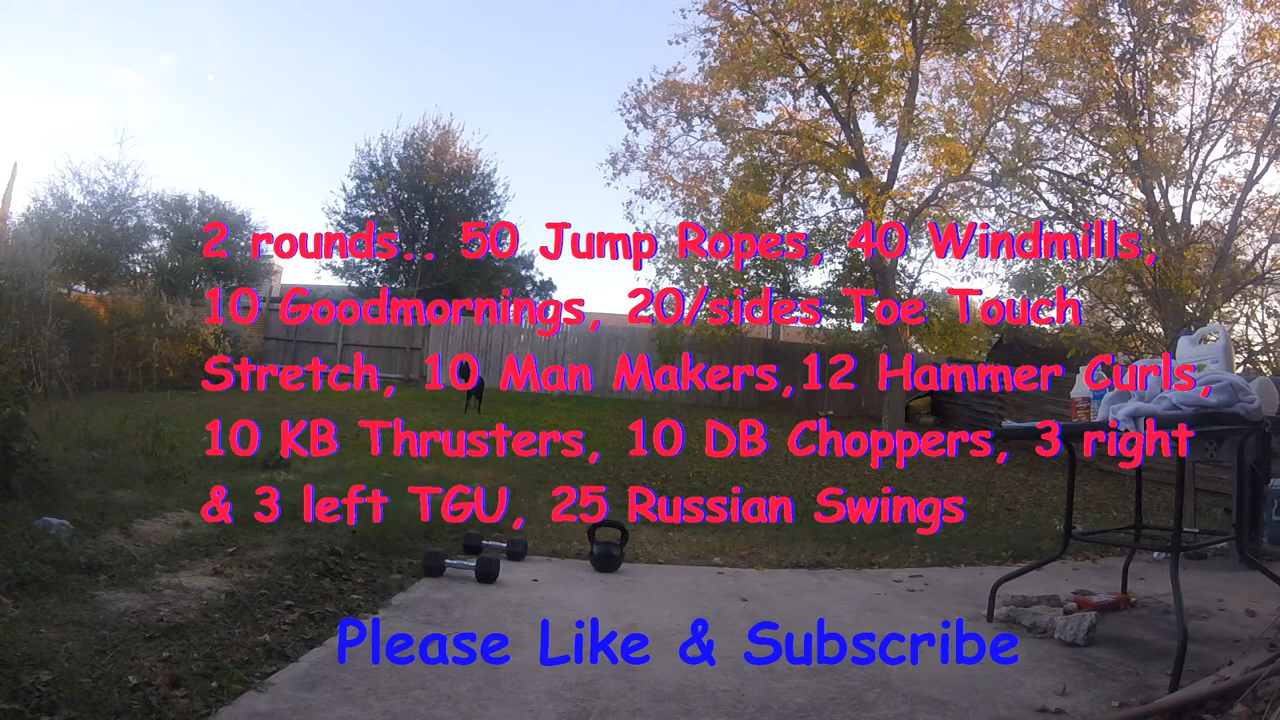 2 rounds.. 50 Jump Ropes, 40 Windmills,
10 Goodmornings, 20/sides Toe Touch
Stretch, 10 Man Makers,12 Hammer Curls,
10 KB Thrusters, 10 DB Choppers, 3 right
& 3 left TGU, 25 Russian Swings
Please Like & Subscribe